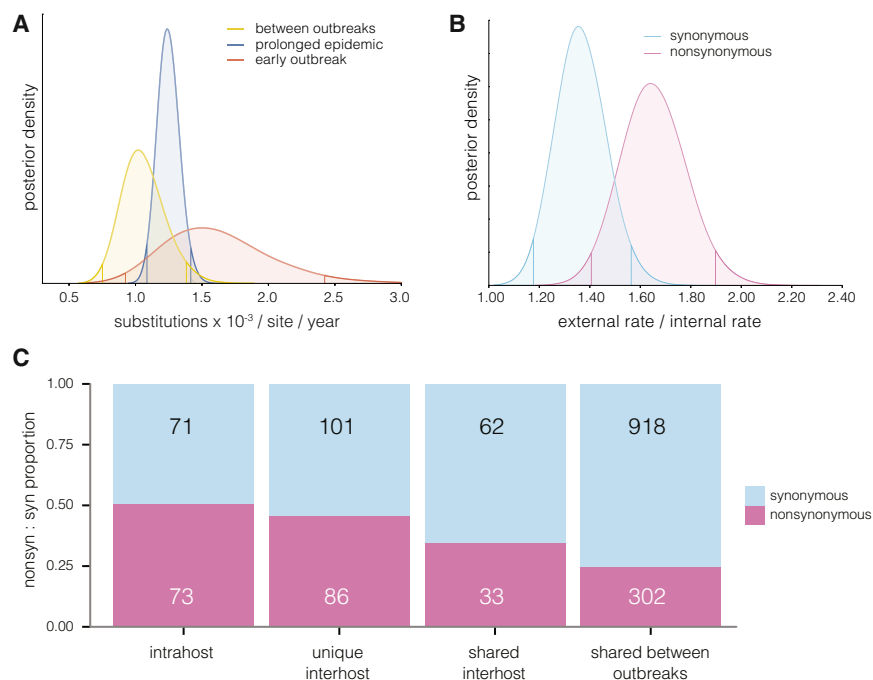 A
between outbreaks
prolonged epidemic
early outbreak
posterior density
0.5 1.0 1.5 2.0 2.5 3.0
substitutions x 10⁻³ / site / year
B
synonymous
nonsynonymous
posterior density
1.00 1.20 1.40 1.60 1.80 2.00 2.20 2.40
external rate / internal rate
C
nonsyn : syn proportion
1.00
0.75
0.50
0.25
0.00
71 101 62 918
73 86 33 302
synonymous
nonsynonymous
intrahost unique shared shared between
interhost interhost outbreaks